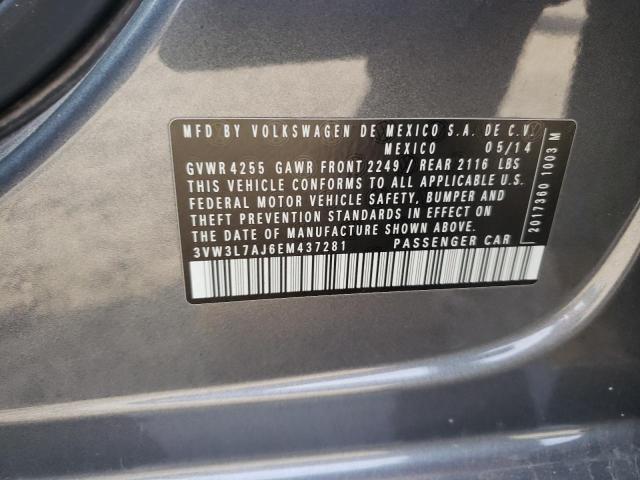 MFD BY VOLKSWAGEN DE MEXICO S.A. DE C.V.
MEXICO 05/14
GVWR 4255 GAWR FRONT 2249 / REAR 2116 LBS
THIS VEHICLE CONFORMS TO ALL APPLICABLE U.S.
FEDERAL MOTOR VEHICLE SAFETY, BUMPER AND
THEFT PREVENTION STANDARDS IN EFFECT ON
THE DATE OF MANUFACTURE SHOWN ABOVE.
3VW3L7AJ6EM437281 PASSENGER CAR
2017360 1003 M